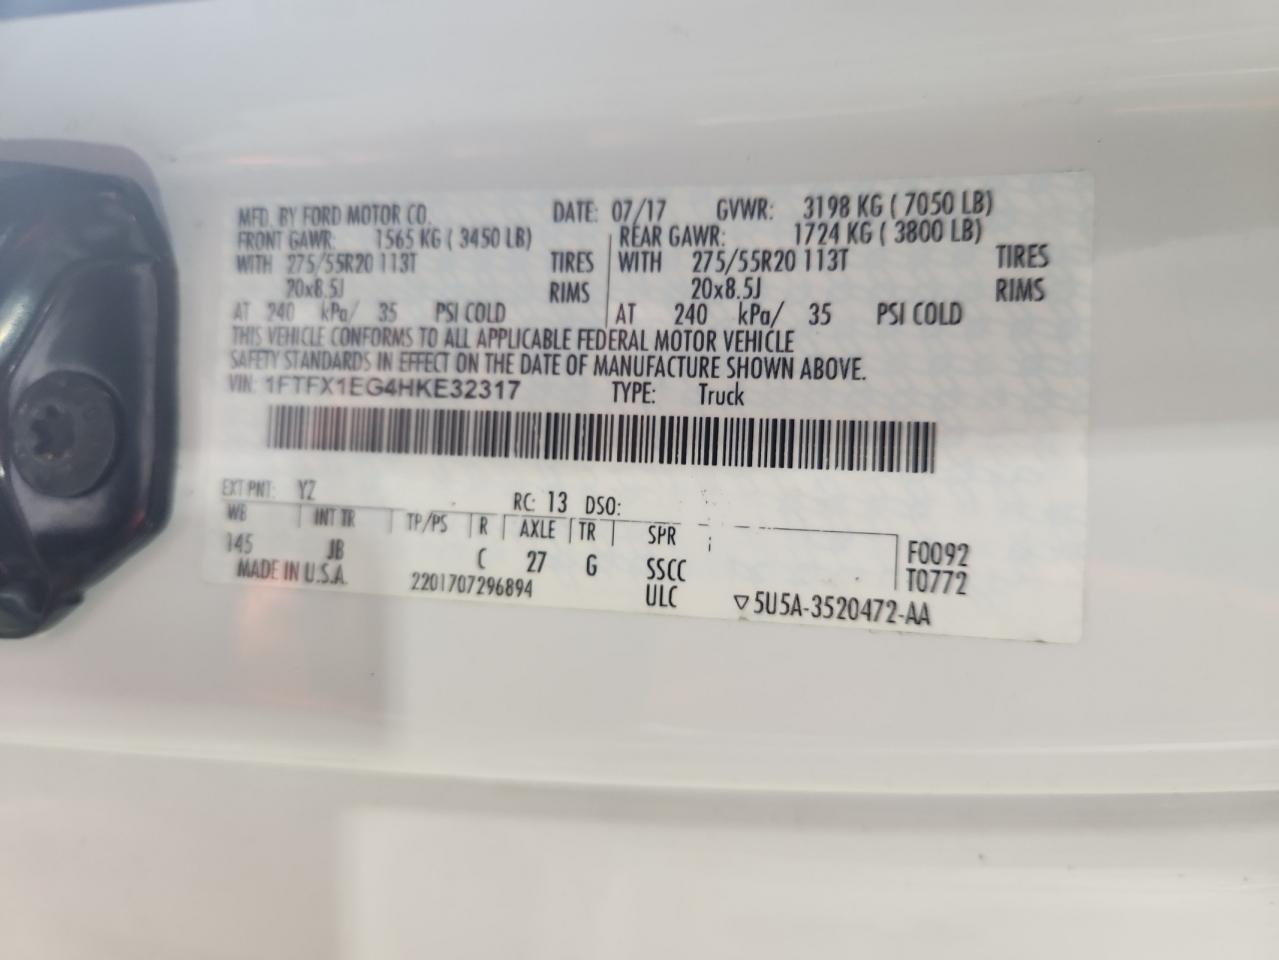 MFD. BY FORD MOTOR CO. DATE: 07/17 GVWR: 3198 KG ( 7050 LB)
FRONT GAWR: 1565 KG ( 3450 LB) REAR GAWR: 1724 KG ( 3800 LB)
WITH 275/55R20 113T TIRES WITH 275/55R20 113T TIRES
20x8.5J RIMS 20x8.5J RIMS
AT 240 kPa/ 35 PSI COLD AT 240 kPa/ 35 PSI COLD
THIS VEHICLE CONFORMS TO ALL APPLICABLE FEDERAL MOTOR VEHICLE
SAFETY STANDARDS IN EFFECT ON THE DATE OF MANUFACTURE SHOWN ABOVE.
VIN: 1FTFX1EG4HKE32317 TYPE: Truck
EXT PNT: YZ RC: 13 DSO:
WB INT TR TP/PS R AXLE TR SPR
145 JB C 27 G SSCC F0092
T0772
MADE IN U.S.A. 2201707296894 ULC ▽5U5A-3520472-AA